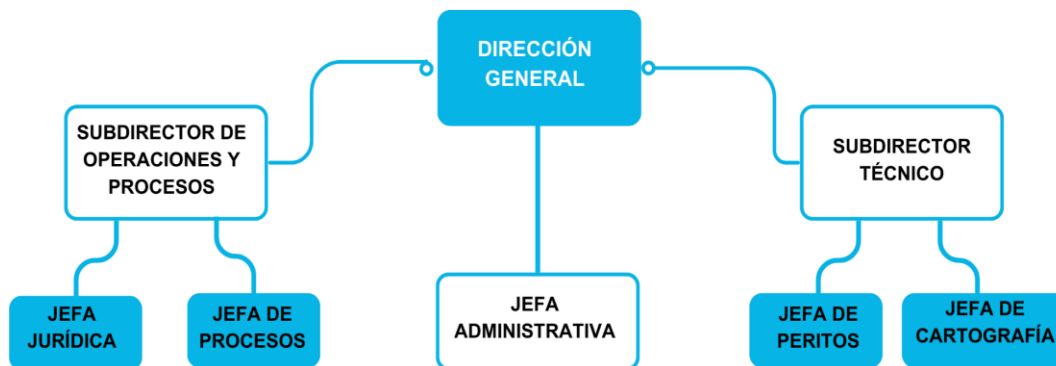 DIRECCIÓN
GENERAL
SUBDIRECTOR DE
OPERACIONES Y
PROCESOS
SUBDIRECTOR
TÉCNICO
JEFA
JURÍDICA
JEFA DE
PROCESOS
JEFA
ADMINISTRATIVA
JEFA DE
PERITOS
JEFA DE
CARTOGRAFÍA